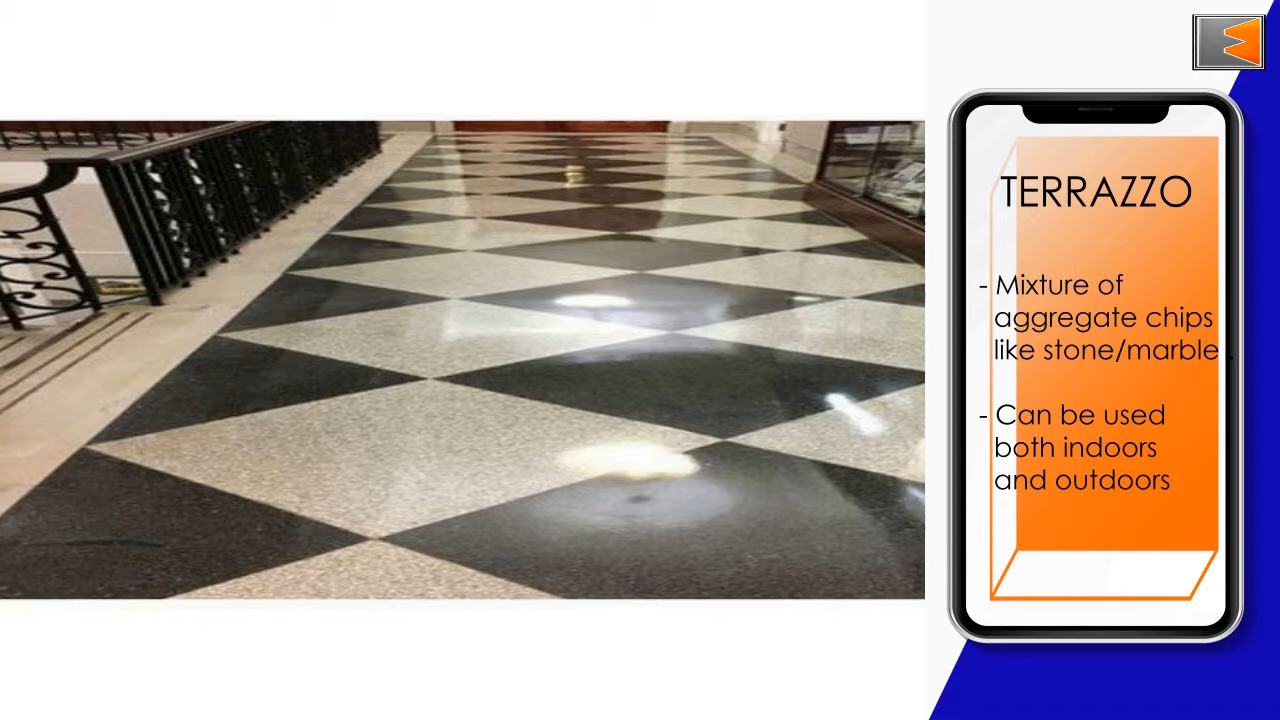 TERRAZZO
- Mixture of
aggregate chips
like stone/marble .
- Can be used
both indoors
and outdoors